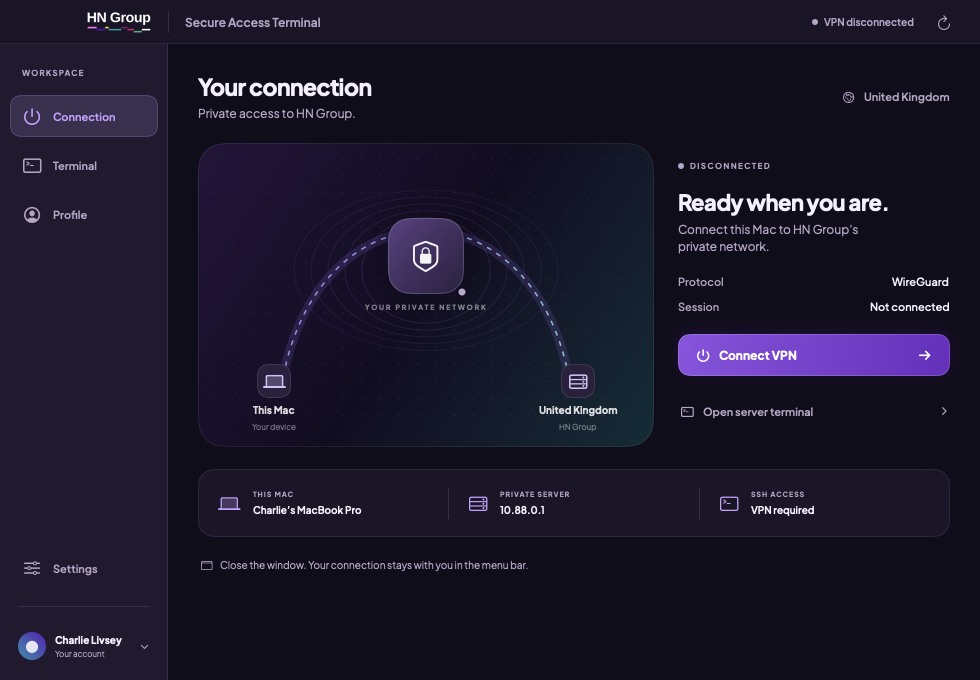 HN Group
Secure Access Terminal
VPN disconnected
WORKSPACE
Connection
Terminal
Profile
Settings
Charlie Livsey
Your account
Your connection
Private access to HN Group.
United Kingdom
YOUR PRIVATE NETWORK
This Mac
Your device
United Kingdom
HN Group
DISCONNECTED
Ready when you are.
Connect this Mac to HN Group's
private network.
Protocol
WireGuard
Session
Not connected
Connect VPN
Open server terminal
THIS MAC
Charlie's MacBook Pro
PRIVATE SERVER
10.88.0.1
SSH ACCESS
VPN required
Close the window. Your connection stays with you in the menu bar.